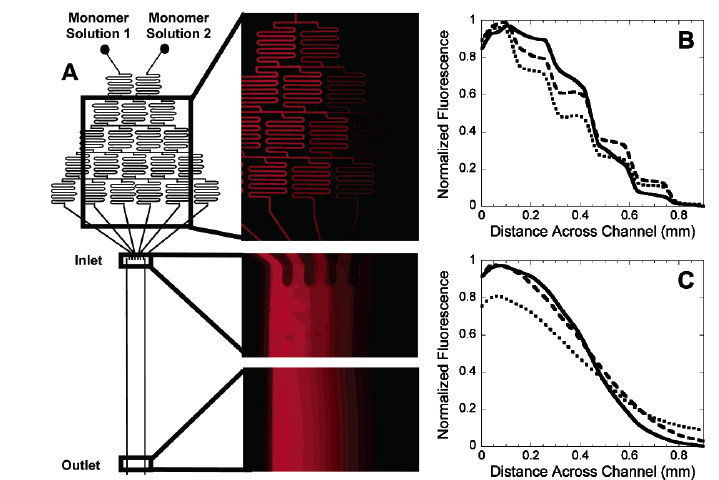 Monomer Monomer
Solution 1 Solution 2
A
Inlet
Outlet
B
Normalized Fluorescence
1
0.8
0.6
0.4
0.2
0
0 0.2 0.4 0.6 0.8
Distance Across Channel (mm)
C
Normalized Fluorescence
1
0.8
0.6
0.4
0.2
0
0 0.2 0.4 0.6 0.8
Distance Across Channel (mm)